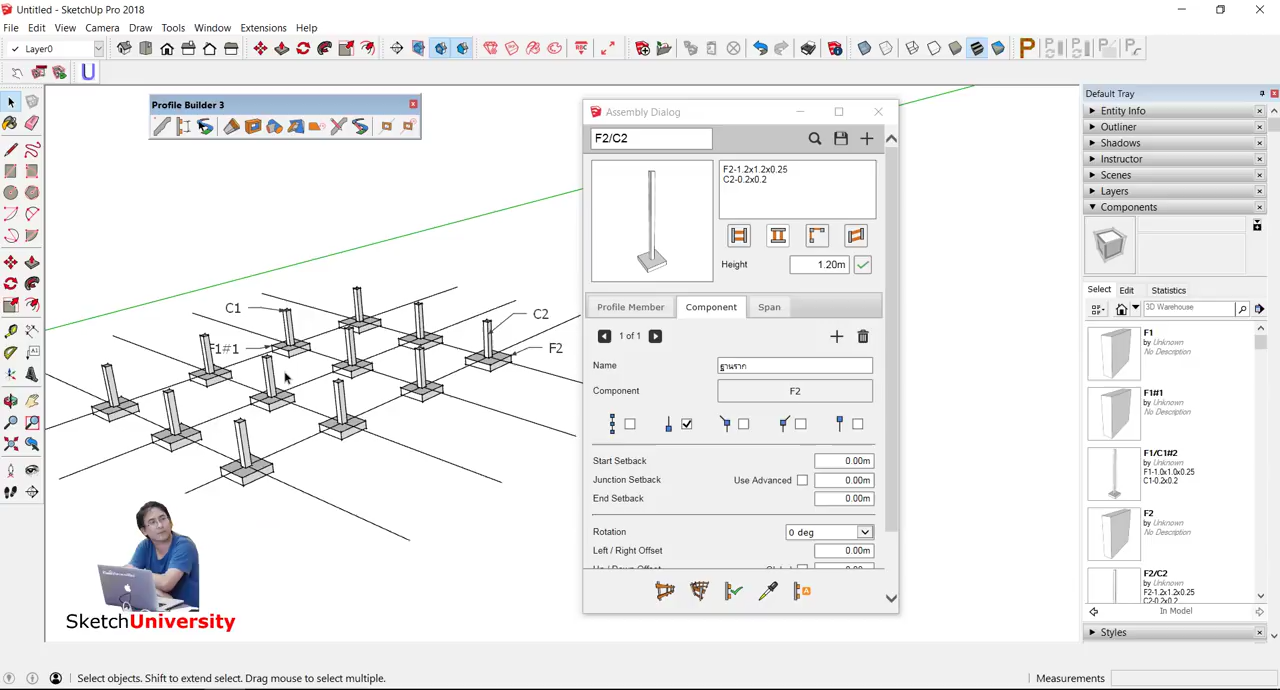 Untitled - SketchUp Pro 2018
File Edit View Camera Draw Tools Window Extensions Help
Layer0
Profile Builder 3
Assembly Dialog
F2/C2
F2-1.2x1.2x0.25
C2-0.2x0.2
Height 1.20m
Profile Member Component Span
1 of 1
Name ฐานราก
Component F2
Start Setback 0.00m
Junction Setback Use Advanced 0.00m
End Setback 0.00m
Rotation 0 deg
Left / Right Offset 0.00m
C1
F1#1
C2
F2
SketchUniversity
Default Tray
Entity Info
Outliner
Shadows
Instructor
Scenes
Layers
Components
Select Edit Statistics
3D Warehouse
F1
by Unknown
No Description
F1#1
by Unknown
No Description
F1/C1#2
by Unknown
F1-1.0x1.0x0.25
C1-0.2x0.2
F2
by Unknown
No Description
F2/C2
by Unknown
F2-1.2x1.2x0.25
C2-0.2x0.2
In Model
Styles
Select objects. Shift to extend select. Drag mouse to select multiple.
Measurements